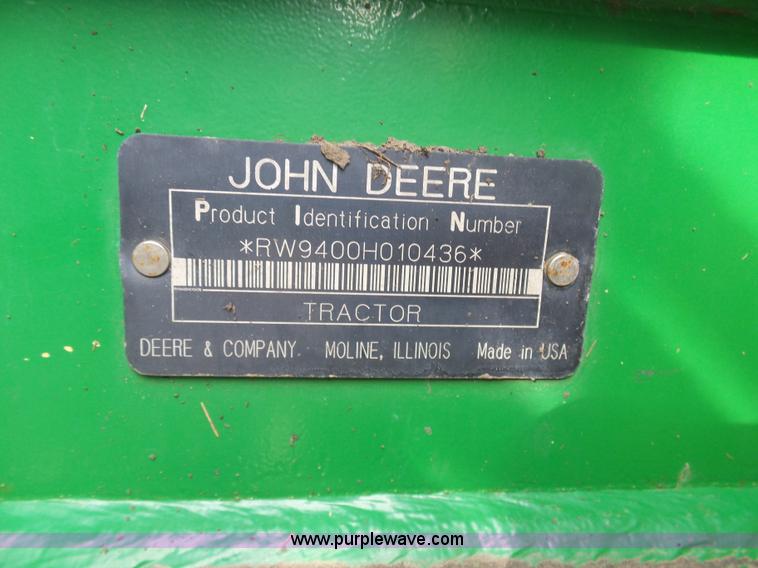 JOHN DEERE
Product Identification Number
*RW9400H010436*
TRACTOR
DEERE & COMPANY MOLINE, ILLINOIS Made in USA
www.purplewave.com